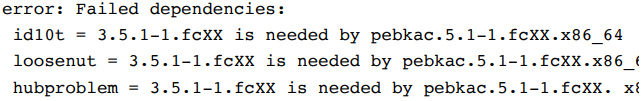 error: Failed dependencies:
id10t = 3.5.1-1.fcXX is needed by pebkac.5.1-1.fcXX.x86_64
loosenut = 3.5.1-1.fcXX is needed by pebkac.5.1-1.fcXX.x86_6
hubproblem = 3.5.1-1.fcXX is needed by pebkac.5.1-1.fcXX. x8